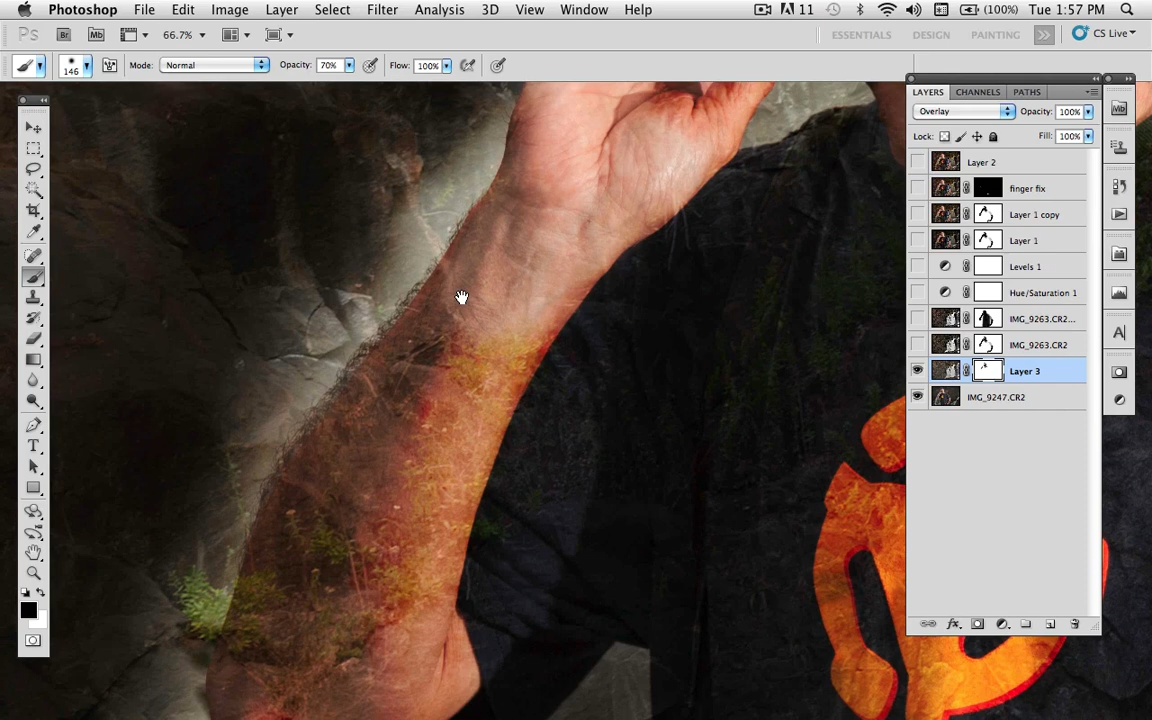 Photoshop File Edit Image Layer Select Filter Analysis 3D View Window Help 11 (100%) Tue 1:57 PM
Ps Br Mb 66.7% ESSENTIALS DESIGN PAINTING CS Live
146 Mode: Normal Opacity: 70% Flow: 100%
LAYERS CHANNELS PATHS
Overlay Opacity: 100%
Lock: Fill: 100%
Layer 2
finger fix
Layer 1 copy
Layer 1
Levels 1
Hue/Saturation 1
IMG_9263.CR2...
IMG_9263.CR2
Layer 3
IMG_9247.CR2
Mb
A
T
fx